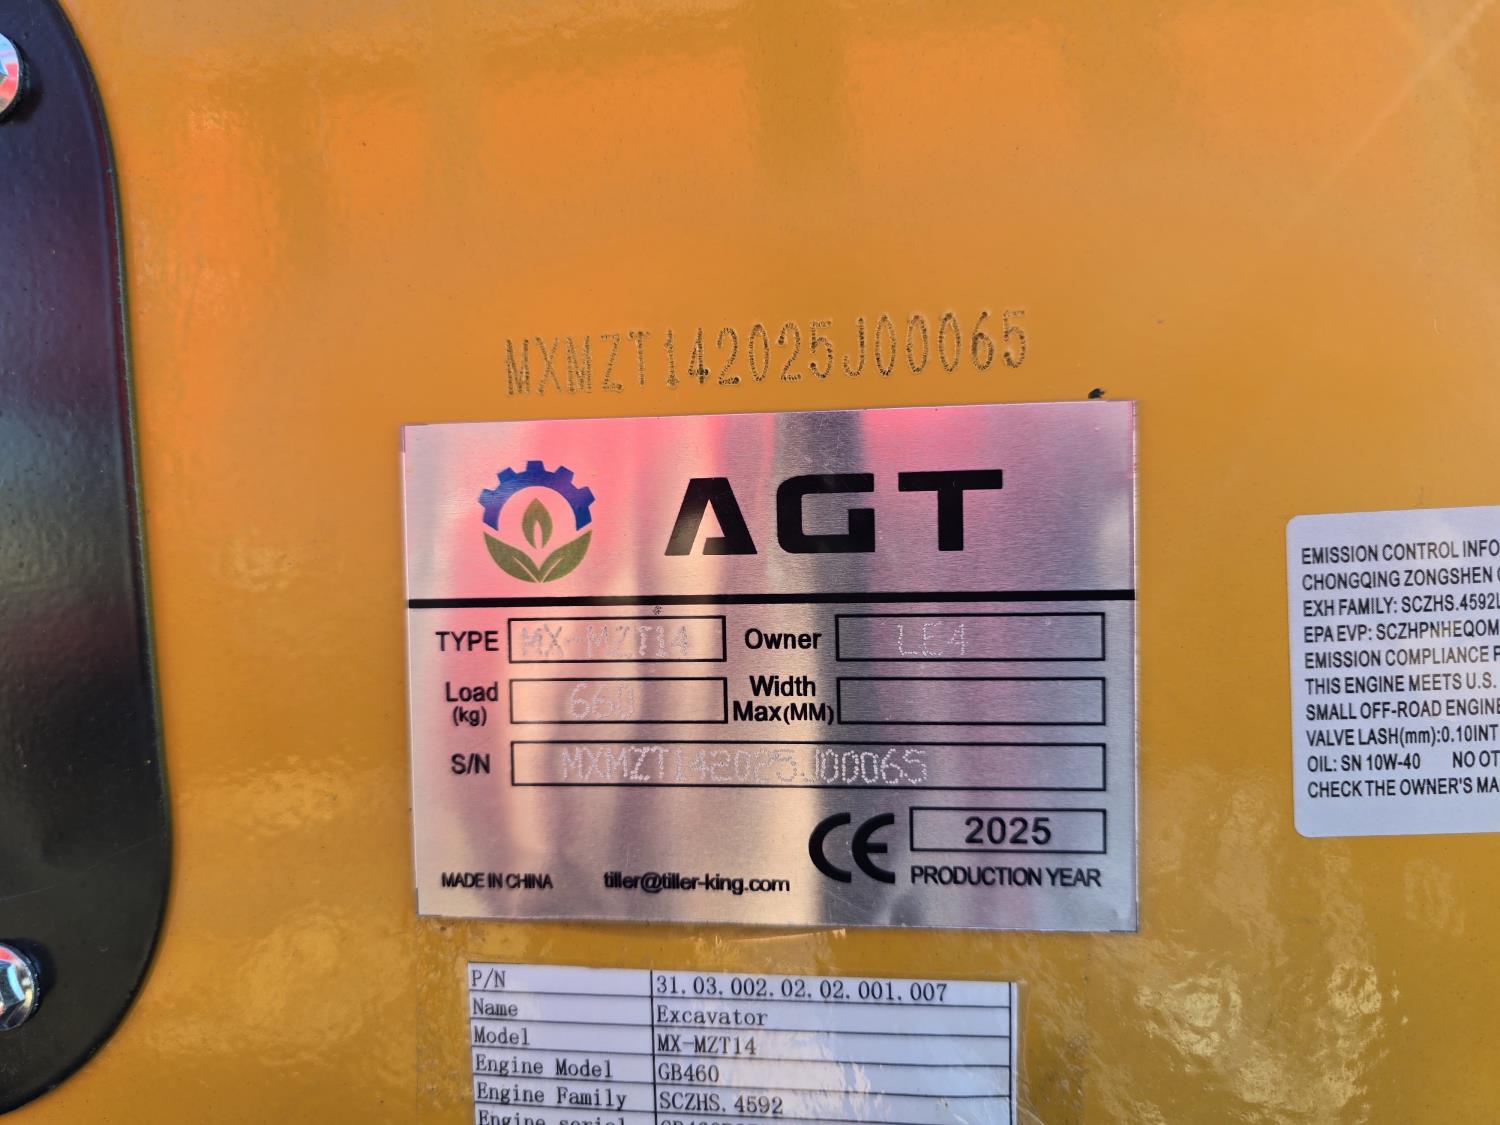 MXMZT142025J00065
AGT
TYPE MX-MZT14 Owner LE4
Load (kg) 660 Width Max(MM)
S/N MXMZT142025J00065
CE 2025
MADE IN CHINA tiller@tiller-king.com PRODUCTION YEAR
EMISSION CONTROL INFO
CHONGQING ZONGSHEN
EXH FAMILY: SCZHS.4592
EPA EVP: SCZHPNHEQOM
EMISSION COMPLIANCE P
THIS ENGINE MEETS U.S.
SMALL OFF-ROAD ENGINE
VALVE LASH(mm):0.10INT
OIL: SN 10W-40 NO OT
CHECK THE OWNER'S MA
P/N 31.03.002.02.02.001.007
Name Excavator
Model MX-MZT14
Engine Model GB460
Engine Family SCZHS.4592
Engine serial